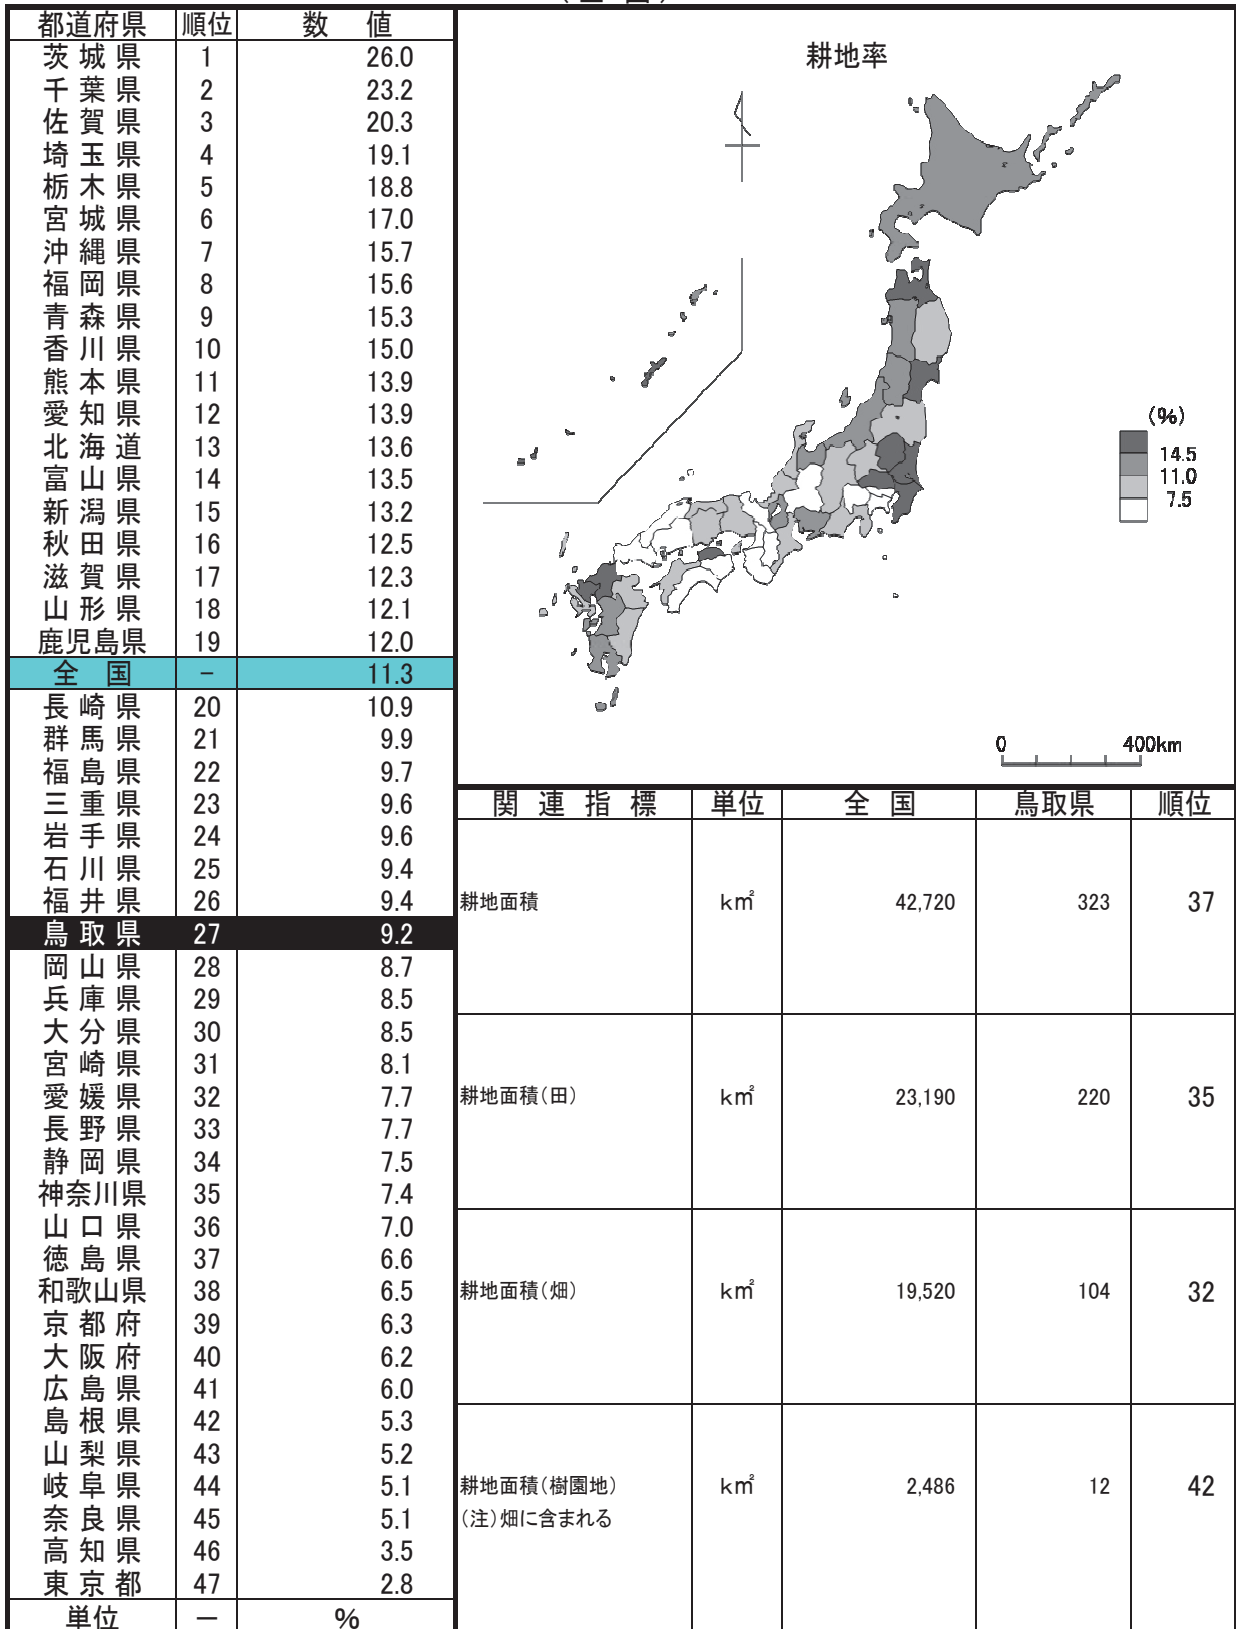 都道府県 順位 数 値
茨城県 1 26.0
千葉県 2 23.2
佐賀県 3 20.3
埼玉県 4 19.1
栃木県 5 18.8
宮城県 6 17.0
沖縄県 7 15.7
福岡県 8 15.6
青森県 9 15.3
香川県 10 15.0
熊本県 11 13.9
愛知県 12 13.9
北海道 13 13.6
富山県 14 13.5
新潟県 15 13.2
秋田県 16 12.5
滋賀県 17 12.3
山形県 18 12.1
鹿児島県 19 12.0
全国 - 11.3
長崎県 20 10.9
群馬県 21 9.9
福島県 22 9.7
三重県 23 9.6
岩手県 24 9.6
石川県 25 9.4
福井県 26 9.4
鳥取県 27 9.2
岡山県 28 8.7
兵庫県 29 8.5
大分県 30 8.5
宮崎県 31 8.1
愛媛県 32 7.7
長野県 33 7.7
静岡県 34 7.5
神奈川県 35 7.4
山口県 36 7.0
徳島県 37 6.6
和歌山県 38 6.5
京都府 39 6.3
大阪府 40 6.2
広島県 41 6.0
島根県 42 5.3
山梨県 43 5.2
岐阜県 44 5.1
奈良県 45 5.1
高知県 46 3.5
東京都 47 2.8
単位 － %
耕地率
(%)
14.5
11.0
7.5
0 400km
関連指標 単位 全国 鳥取県 順位
耕地面積 k㎡ 42,720 323 37
耕地面積(田) k㎡ 23,190 220 35
耕地面積(畑) k㎡ 19,520 104 32
耕地面積(樹園地) k㎡ 2,486 12 42
(注)畑に含まれる